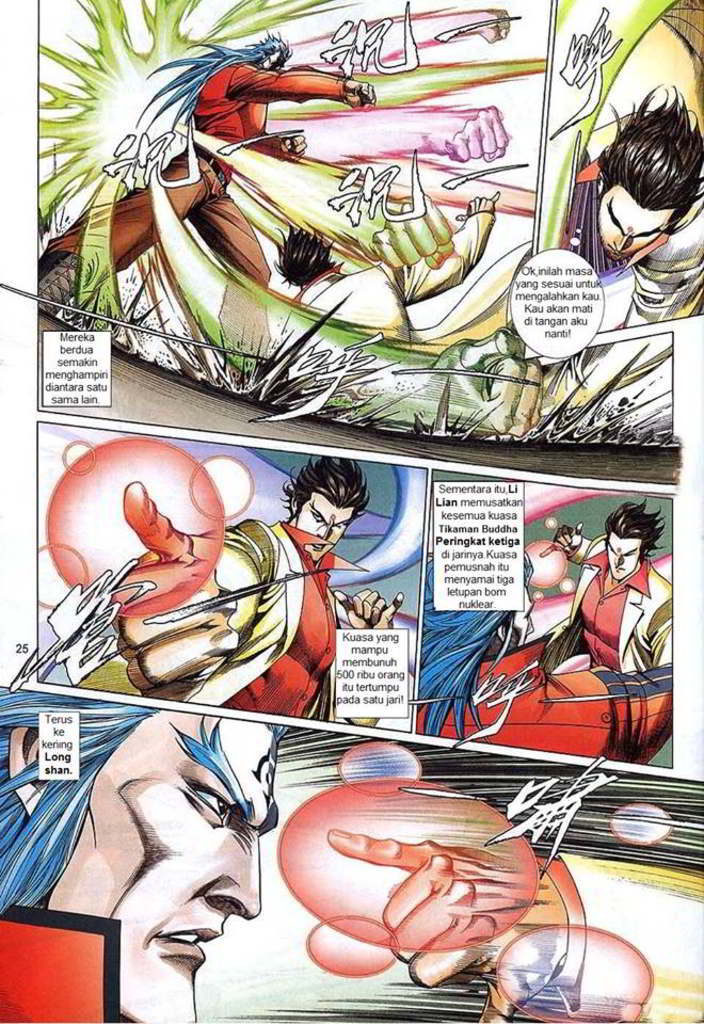 Ok,inilah masa
yang sesuai untuk
mengalahkan kau.
Kau akan mati
di tangan aku
nanti!
Mereka
berdua
semakin
menghampiri
diantara satu
sama lain.
Kuasa yang
mampu
membunuh
500 ribu orang
itu tertumpu
pada satu jari!
Sementara itu,Li
Lian memusatkan
kesemua kuasa
Tikaman Buddha
Peringkat ketiga
di jarinya.Kuasa
pemusnah itu
menyamai tiga
letupan bom
nuklear.
25
Terus
ke
kening
Long
shan.